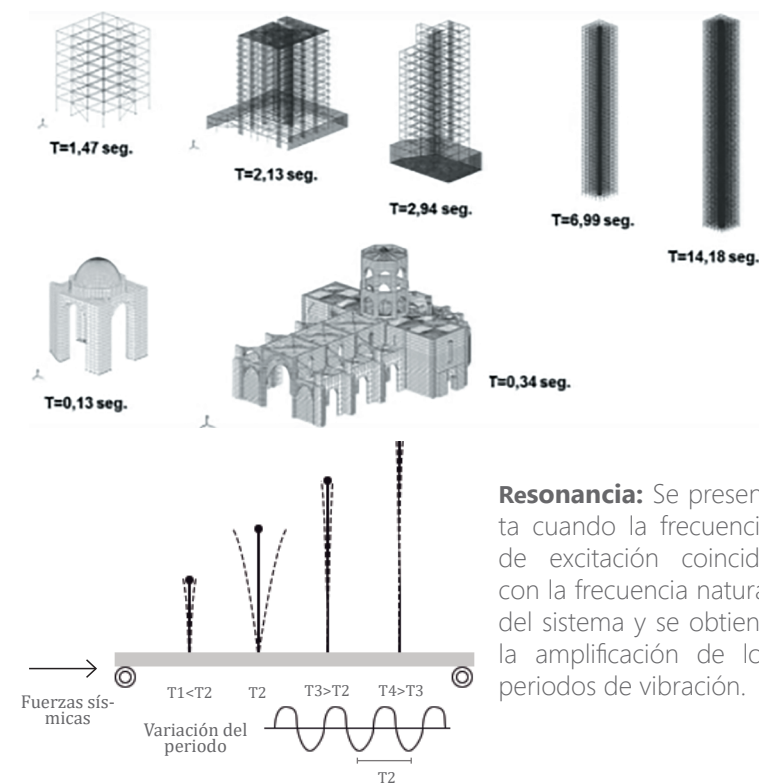 T=1,47 seg.
T=2,13 seg.
T=2,94 seg.
T=6,99 seg.
T=14,18 seg.
T=0,13 seg.
T=0,34 seg.
Resonancia: Se presen
ta cuando la frecuenci
de excitación coincid
con la frecuencia natura
del sistema y se obtien
la amplificación de lo
periodos de vibración.
Fuerzas sís-
micas
T1<T2
T2
T3>T2
T4>T3
Variación del
periodo
T2